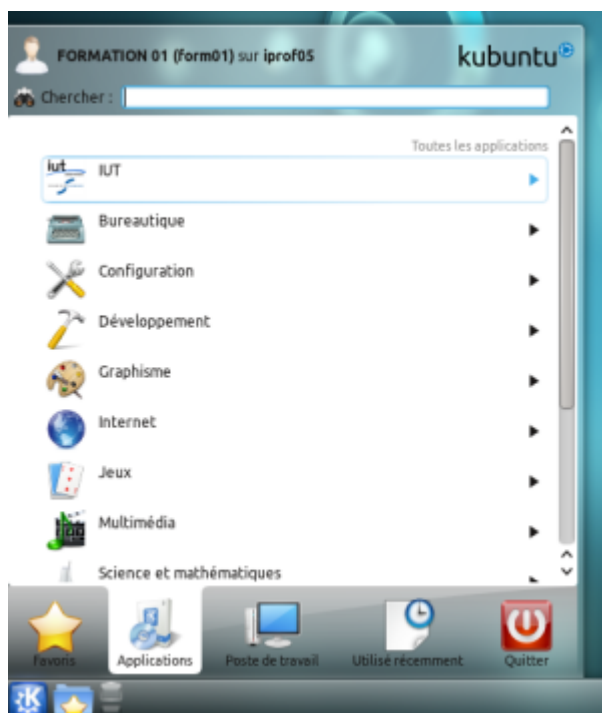 FORMATION 01 (form01) sur iprof05
kubuntu
Chercher :
Toutes les applications
iut
IUT
Bureautique
Configuration
Développement
Graphisme
Internet
Jeux
Multimédia
Science et mathématiques
Favoris
Applications
Poste de travail
Utilisé récemment
Quitter